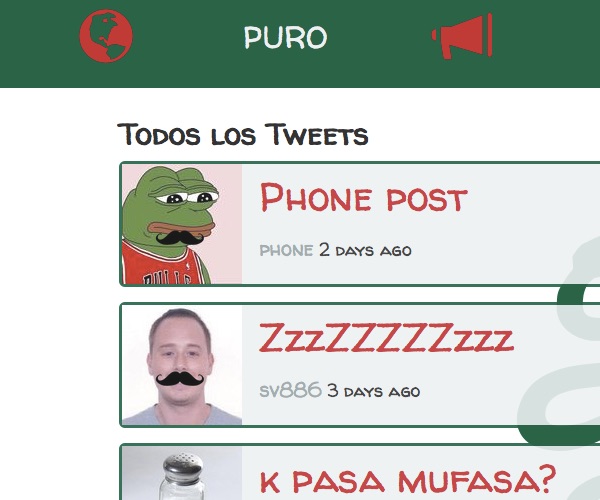 PURO
Todos los Tweets
Phone post
phone 2 days ago
ZzzZZZZZzzz
sv886 3 days ago
k pasa mufasa?